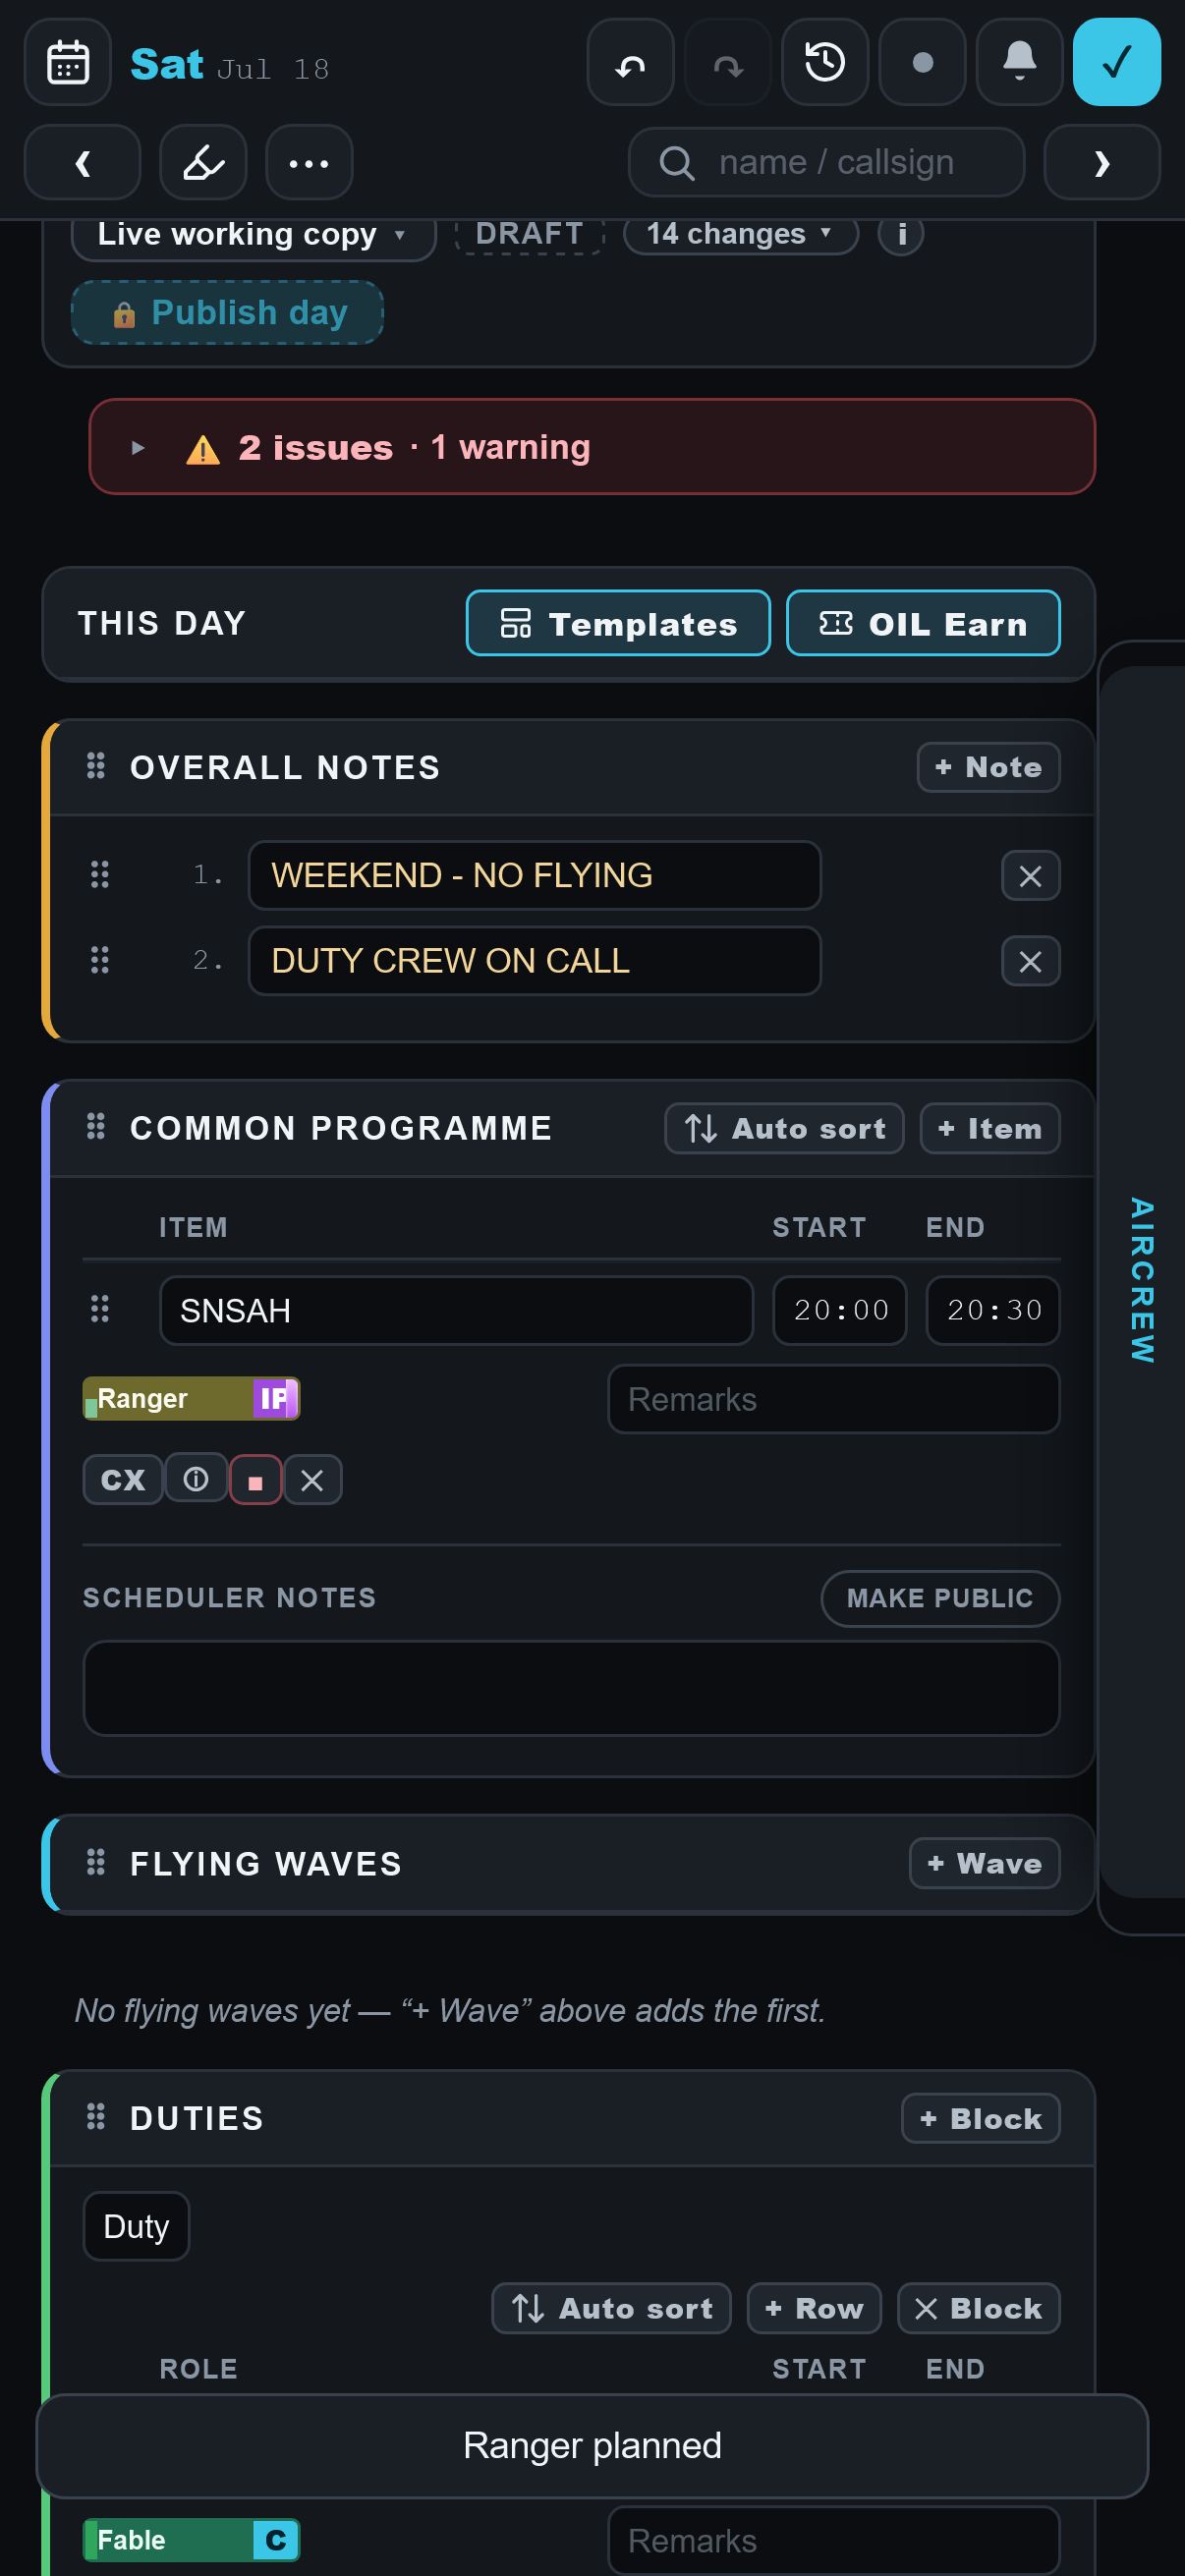 Sat Jul 18
name / callsign
Live working copy DRAFT 14 changes i
Publish day
2 issues · 1 warning
THIS DAY Templates OIL Earn
OVERALL NOTES + Note
1. WEEKEND - NO FLYING
2. DUTY CREW ON CALL
COMMON PROGRAMME Auto sort + Item
ITEM START END
SNSAH 20:00 20:30
Ranger IP Remarks
CX
SCHEDULER NOTES MAKE PUBLIC
FLYING WAVES + Wave
No flying waves yet — “+ Wave” above adds the first.
DUTIES + Block
Duty
Auto sort + Row × Block
ROLE START END
Ranger planned
Fable C Remarks
AIRCREW